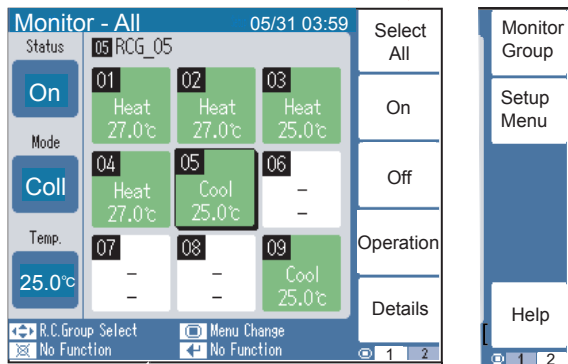 Monitor - All 05/31 03:59
Status
05 RCG_05
On
Mode
Coll
Temp.
25.0℃
01
Heat
27.0℃
02
Heat
27.0℃
03
Heat
25.0℃
04
Heat
27.0℃
05
Cool
25.0℃
06
–
–
07
–
–
08
–
–
09
Cool
25.0℃
R.C.Group Select
Menu Change
No Function
No Function
Select
All
On
Off
Operation
Details
1 2
Monitor
Group
Setup
Menu
Help
[
1 2